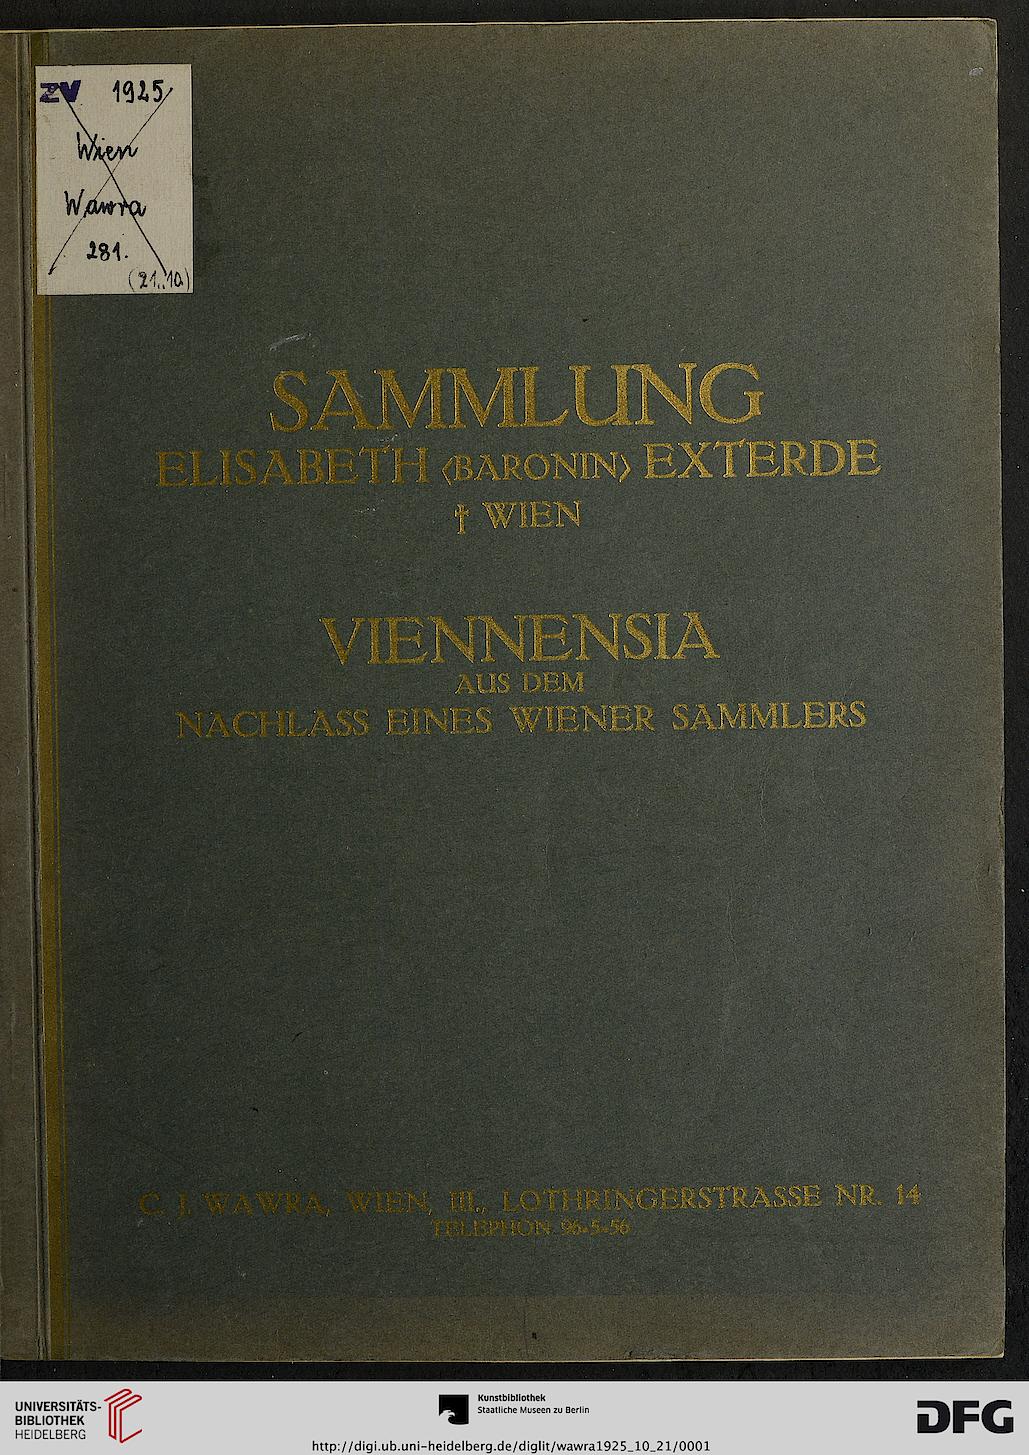 ZV 1925
Wien
Wawra
281.
(21.10)
SAMMLUNG
ELISABETH <BARONIN> EXTERDE
† WIEN
VIENNENSIA
AUS DEM
NACHLASS EINES WIENER SAMMLERS
C. J. WAWRA, WIEN, III., LOTHRINGERSTRASSE NR. 14
TELEPHON 96-5-56
UNIVERSITÄTS-
BIBLIOTHEK
HEIDELBERG
Kunstbibliothek
Staatliche Museen zu Berlin
DFG
http://digi.ub.uni-heidelberg.de/diglit/wawra1925_10_21/0001